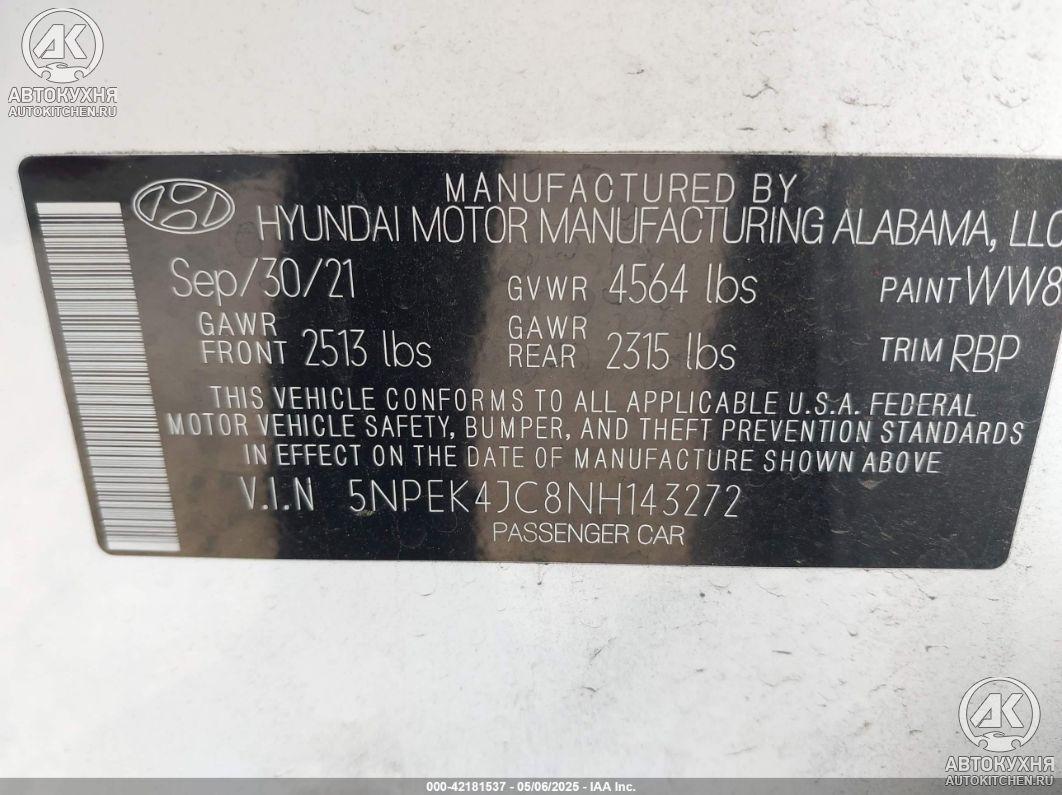 AK
АВТОКУХНЯ
AUTOKITCHEN.RU
MANUFACTURED BY
HYUNDAI MOTOR MANUFACTURING ALABAMA, LLC
Sep/30/21 GVWR 4564 lbs PAINT WW8
GAWR FRONT 2513 lbs GAWR REAR 2315 lbs TRIM RBP
THIS VEHICLE CONFORMS TO ALL APPLICABLE U.S.A. FEDERAL
MOTOR VEHICLE SAFETY, BUMPER, AND THEFT PREVENTION STANDARDS
IN EFFECT ON THE DATE OF MANUFACTURE SHOWN ABOVE
V.I.N 5NPEK4JC8NH143272
PASSENGER CAR
AK
АВТОКУХНЯ
AUTOKITCHEN.RU
000-42181537 - 05/06/2025 - IAA Inc.